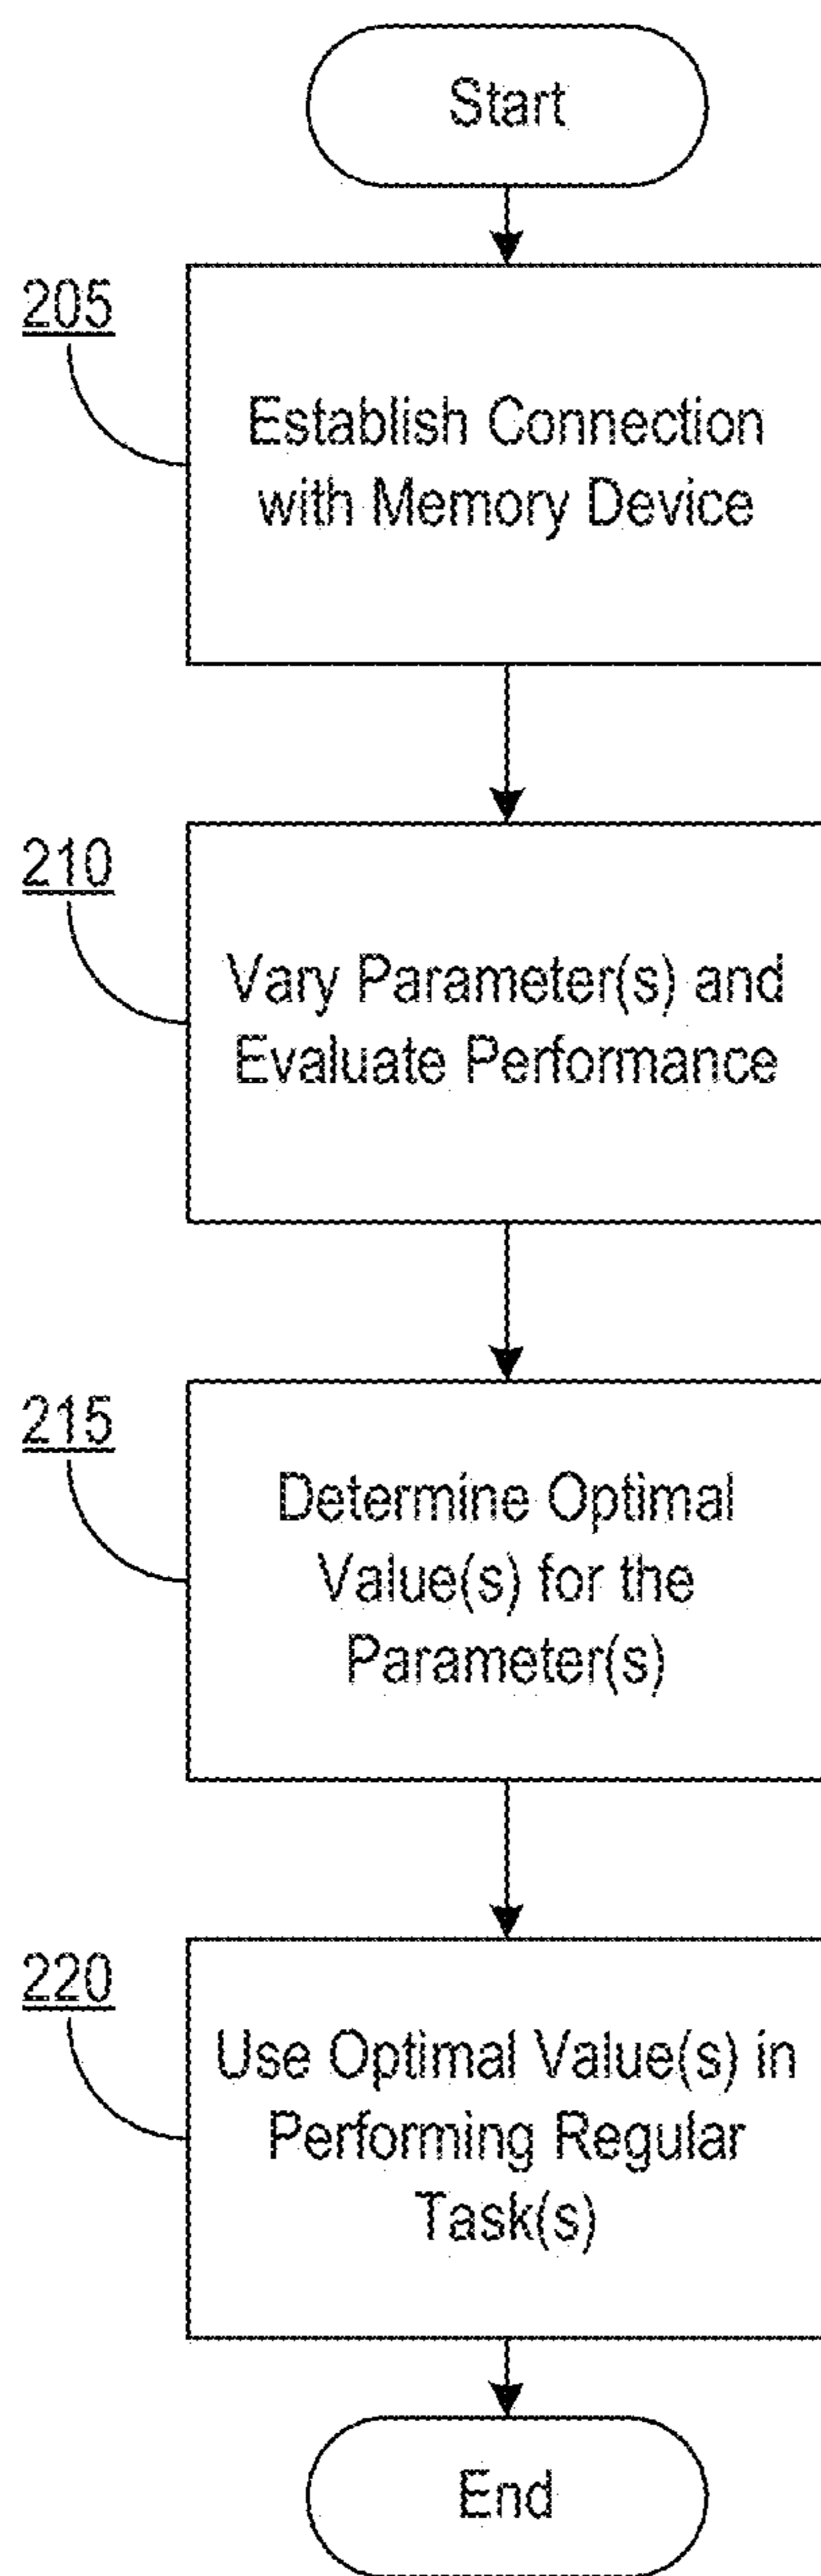 Start
205
Establish Connection
with Memory Device
210
Vary Parameter(s) and
Evaluate Performance
215
Determine Optimal
Value(s) for the
Parameter(s)
220
Use Optimal Value(s) in
Performing Regular
Task(s)
End